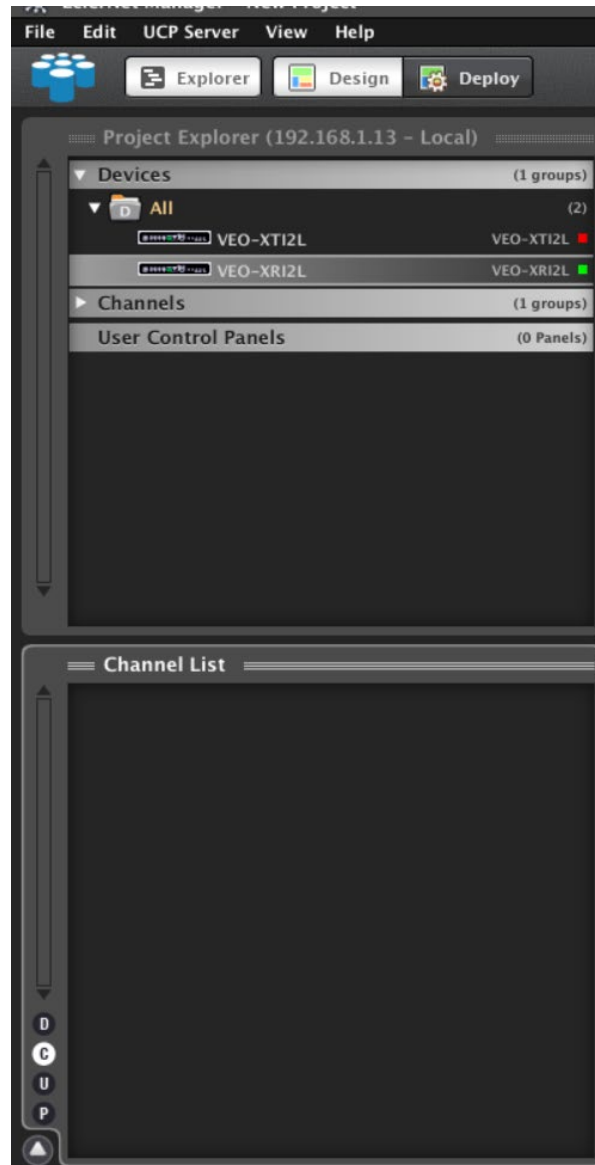 File Edit UCP Server View Help
Explorer Design Deploy
Project Explorer (192.168.1.13 – Local)
Devices (1 groups)
D All (2)
VEO-XTI2L VEO-XTI2L
VEO-XRI2L VEO-XRI2L
Channels (1 groups)
User Control Panels (0 Panels)
Channel List
D
C
U
P